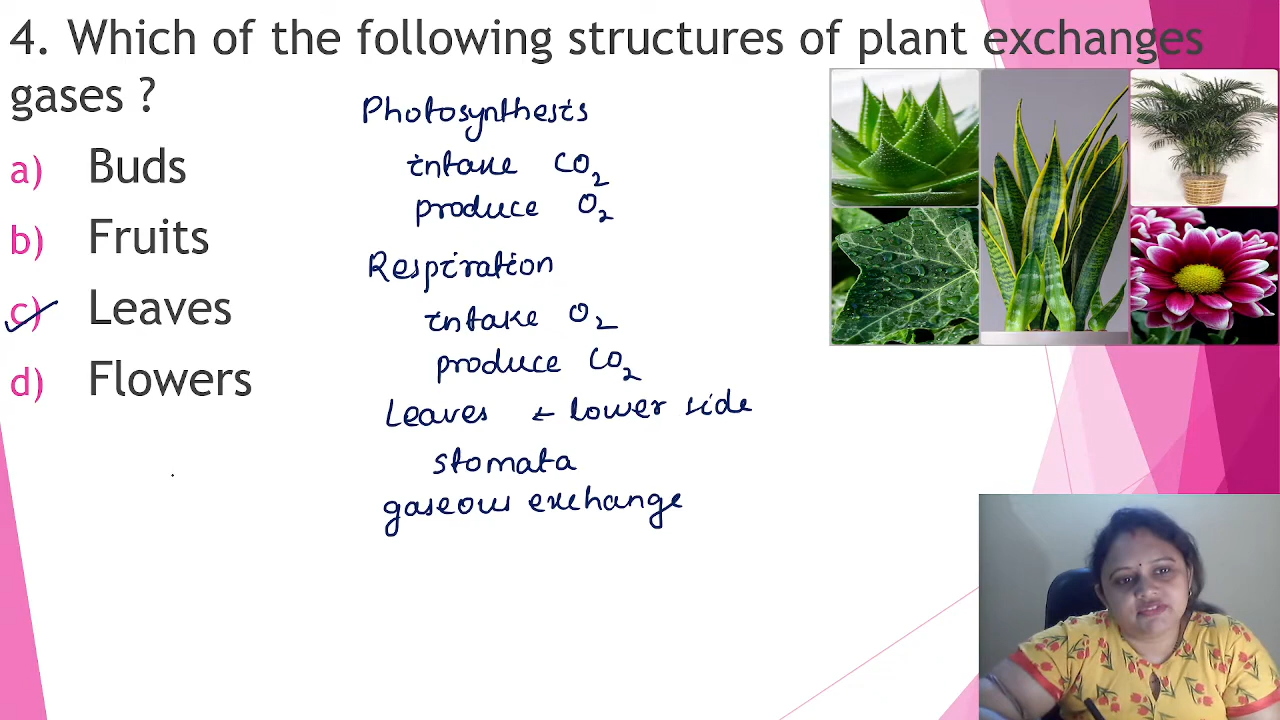 4. Which of the following structures of plant exchanges
gases ?
a) Buds
b) Fruits
c) Leaves
d) Flowers
Photosynthesis
intake CO2
produce O2
Respiration
intake O2
produce CO2
Leaves ← lower side
stomata
gaseous exchange